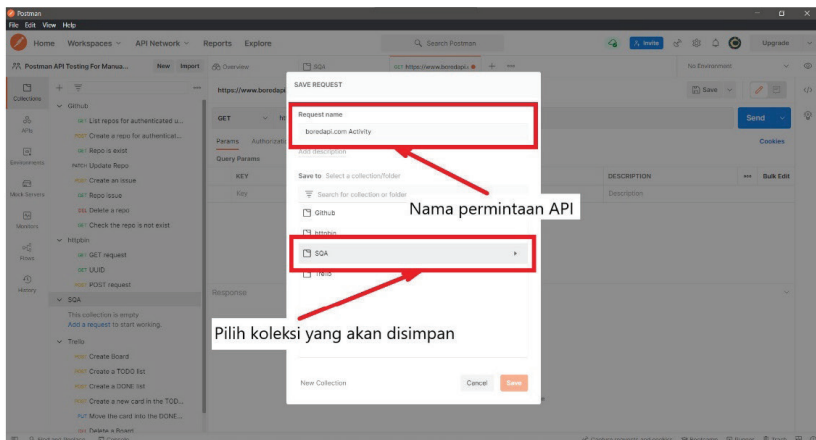 Postman
File Edit View Help
Home Workspaces API Network Reports Explore
Search Postman
Invite
Upgrade
Postman API Testing For Manua...
New Import
Overview
SQA
GET https://www.boredapi.c
No Environment
Collections
APIs
Environments
Mock Servers
Monitors
Flows
History
Github
GET List repos for authenticated u...
POST Create a repo for authenticat...
GET Repo is exist
PATCH Update Repo
POST Create an issue
GET Repo Issue
DEL Delete a repo
GET Check the repo is not exist
httpbin
GET GET request
GET UUID
POST POST request
SQA
This collection is empty
Add a request to start working.
Trello
POST Create Board
POST Create a TODO list
POST Create a DONE list
POST Create a new card in the TOD...
PUT Move the card into the DONE...
DEL Delete a Board
https://www.boredapi
Save
GET
Send
Params
Cookies
Query Params
KEY
DESCRIPTION
Bulk Edit
Key
Description
Response
SAVE REQUEST
Request name
boredapi.com Activity
Add description
Save to Select a collection/folder
Search for collection or folder
Github
httpbin
SQA
Trello
New Collection
Cancel
Save
Nama permintaan API
Pilih koleksi yang akan disimpan